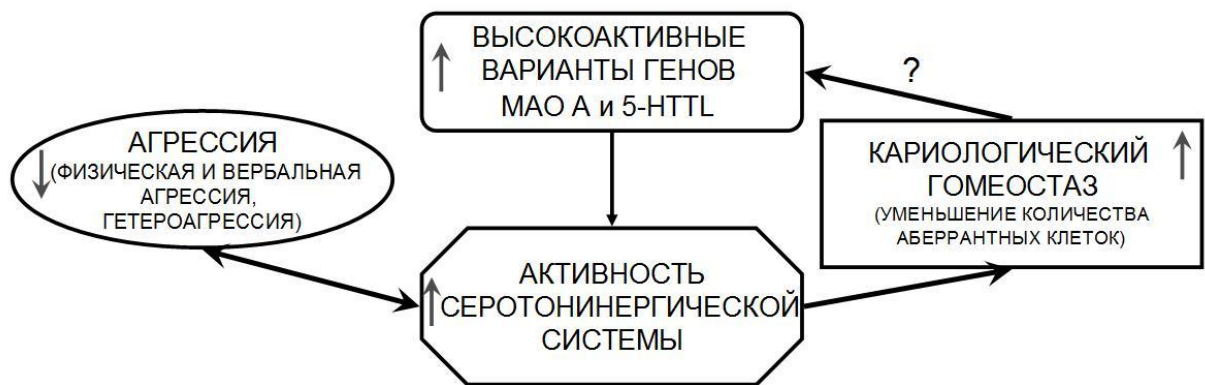 ВЫСОКОАКТИВНЫЕ
ВАРИАНТЫ ГЕНОВ
МАО А и 5-HTTL
?
АГРЕССИЯ
(ФИЗИЧЕСКАЯ И ВЕРБАЛЬНАЯ
АГРЕССИЯ,
ГЕТЕРОАГРЕССИЯ)
КАРИОЛОГИЧЕСКИЙ
ГОМЕОСТАЗ
(УМЕНЬШЕНИЕ КОЛИЧЕСТВА
АБЕРРАНТНЫХ КЛЕТОК)
АКТИВНОСТЬ
СЕРОТОНИНЕРГИЧЕСКОЙ
СИСТЕМЫ